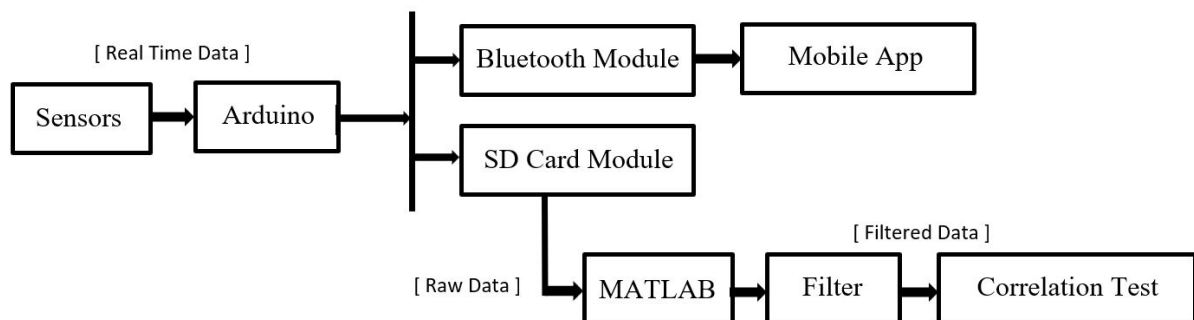 [ Real Time Data ]
Sensors
Arduino
Bluetooth Module
Mobile App
SD Card Module
[ Raw Data ]
MATLAB
Filter
[ Filtered Data ]
Correlation Test